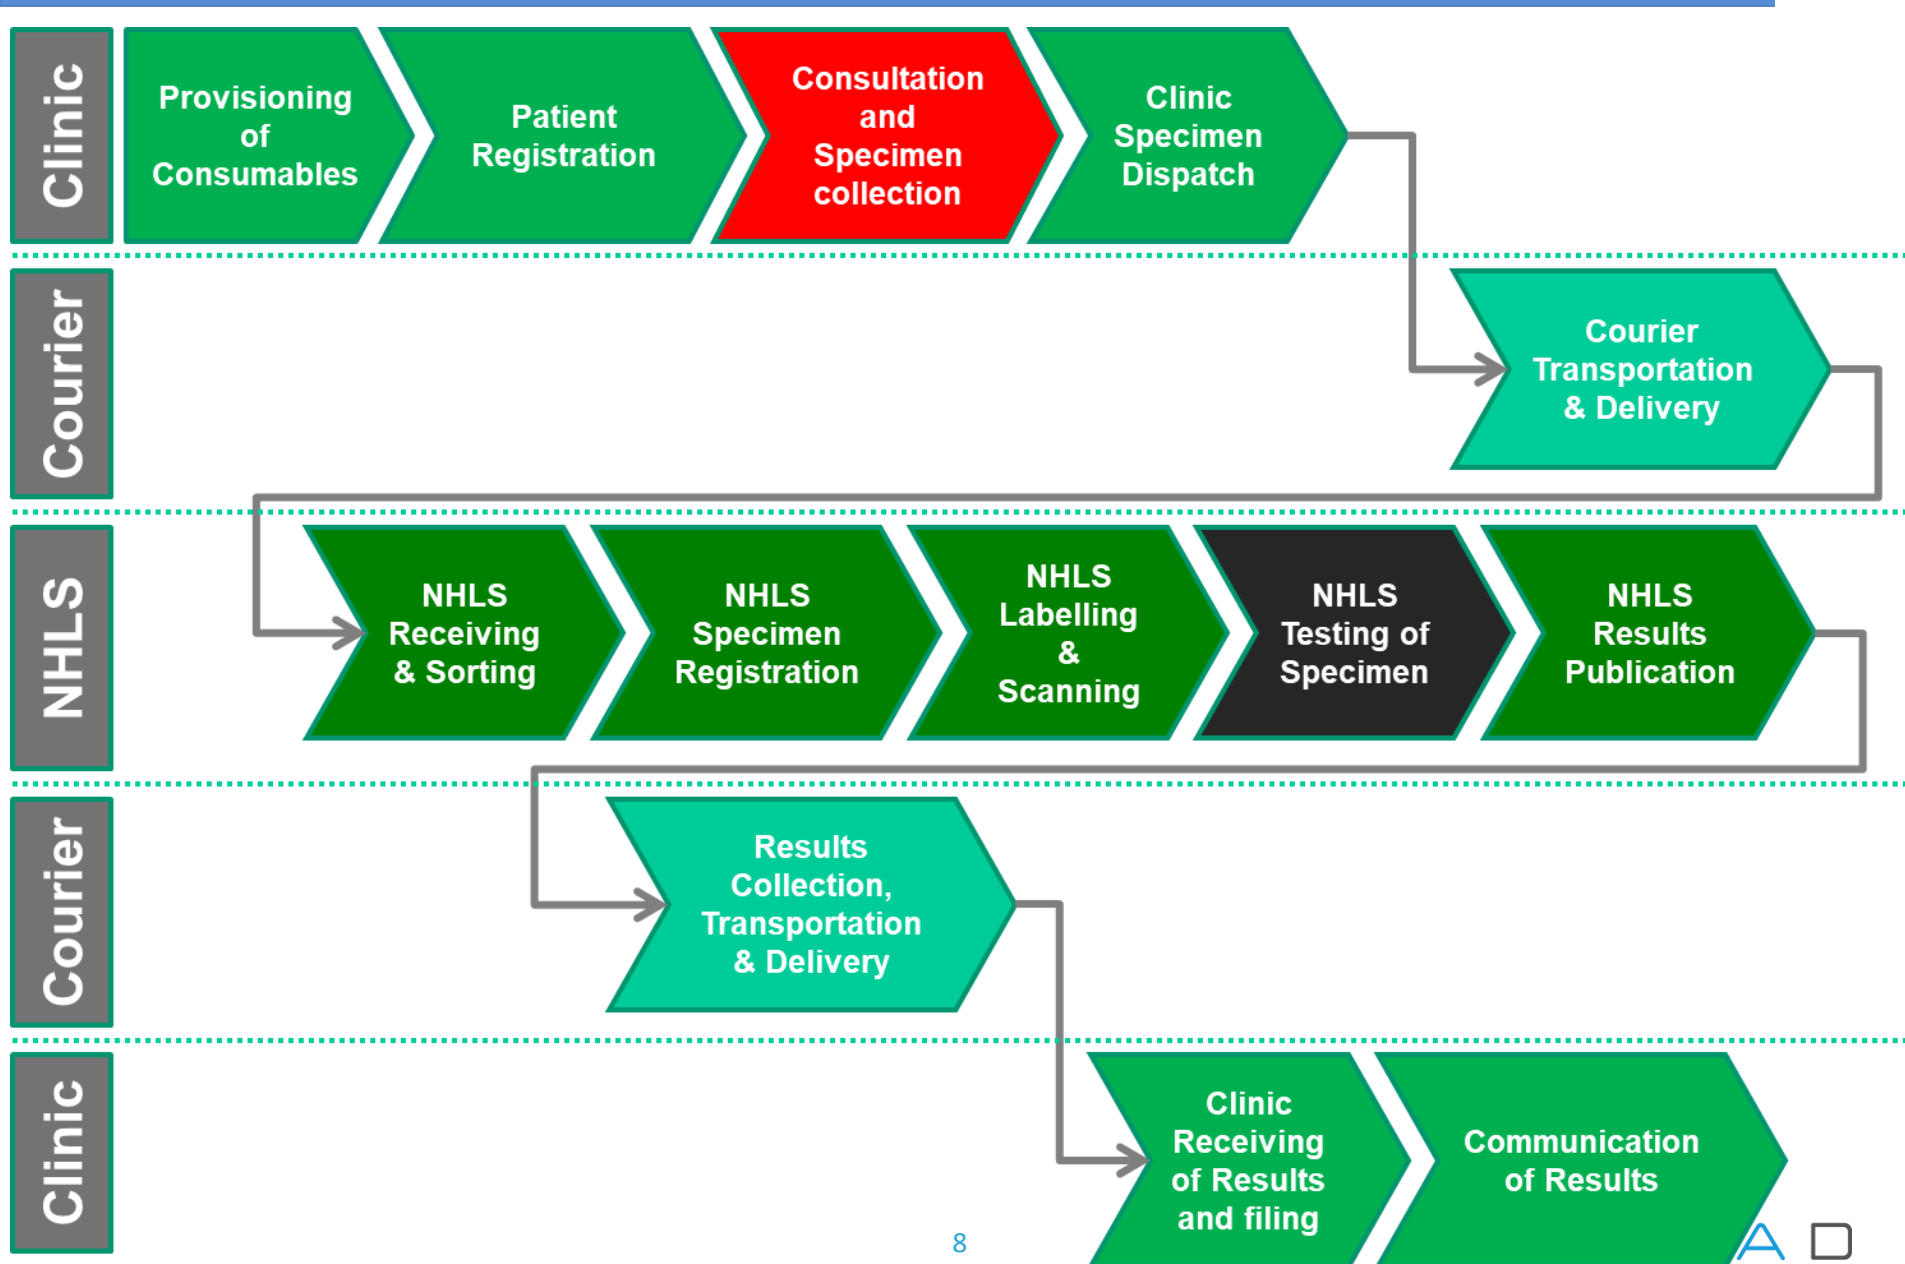 Clinic
Provisioning
of
Consumables
Patient
Registration
Consultation
and
Specimen
collection
Clinic
Specimen
Dispatch
Courier
Courier
Transportation
& Delivery
NHLS
NHLS
Receiving
& Sorting
NHLS
Specimen
Registration
NHLS
Labelling
&
Scanning
NHLS
Testing of
Specimen
NHLS
Results
Publication
Courier
Results
Collection,
Transportation
& Delivery
Clinic
Clinic
Receiving
of Results
and filing
Communication
of Results
8
A D